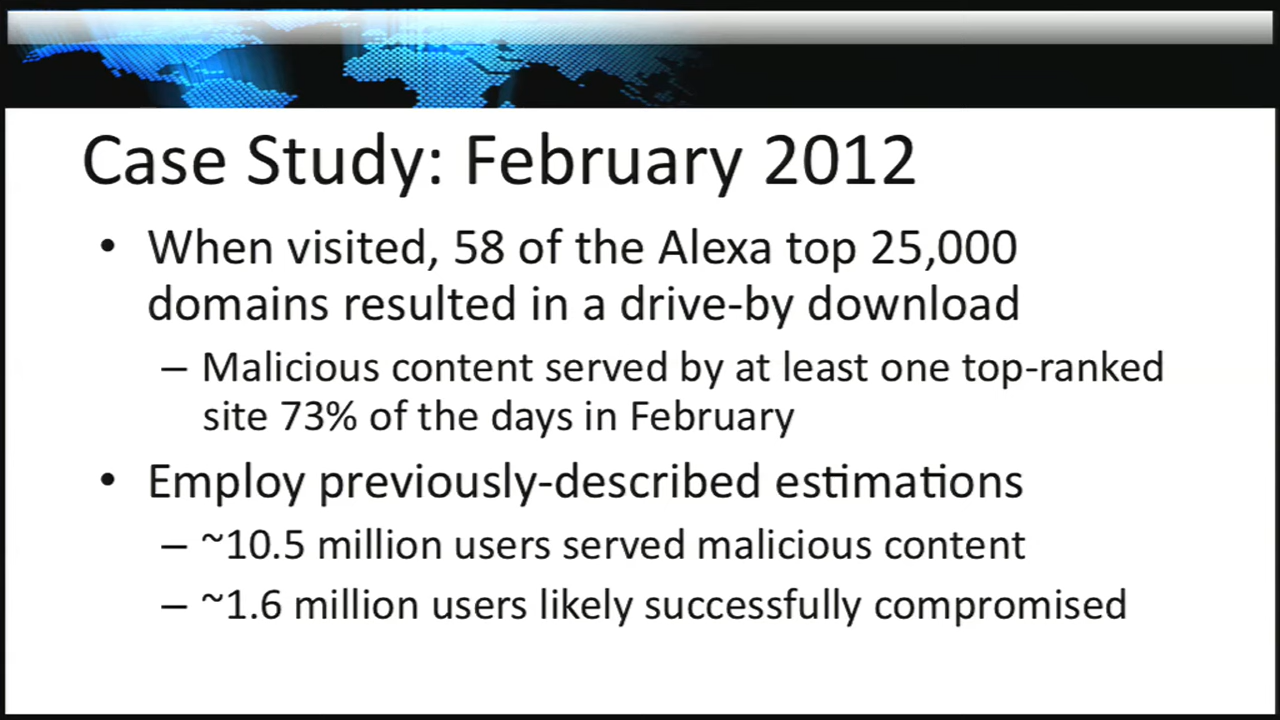 Case Study: February 2012
• When visited, 58 of the Alexa top 25,000
domains resulted in a drive-by download
– Malicious content served by at least one top-ranked
site 73% of the days in February
• Employ previously-described estimations
– ~10.5 million users served malicious content
– ~1.6 million users likely successfully compromised